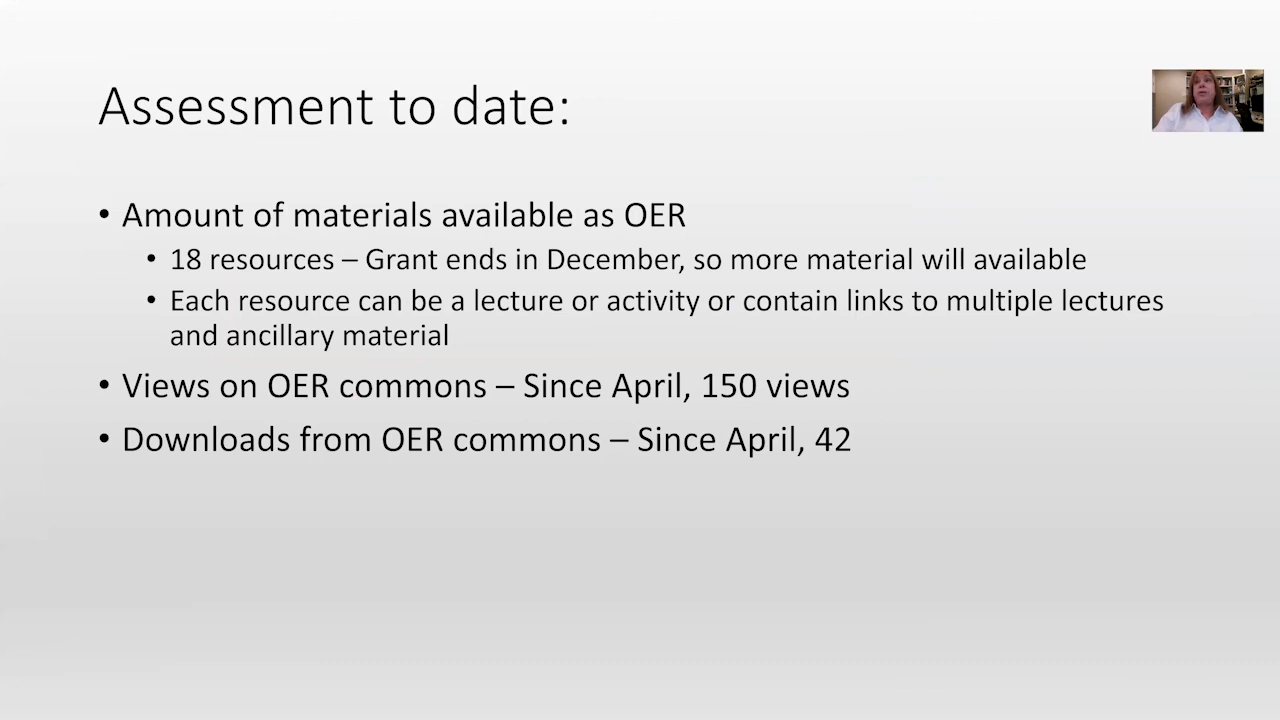 Assessment to date:
• Amount of materials available as OER
• 18 resources – Grant ends in December, so more material will available
• Each resource can be a lecture or activity or contain links to multiple lectures
and ancillary material
• Views on OER commons – Since April, 150 views
• Downloads from OER commons – Since April, 42